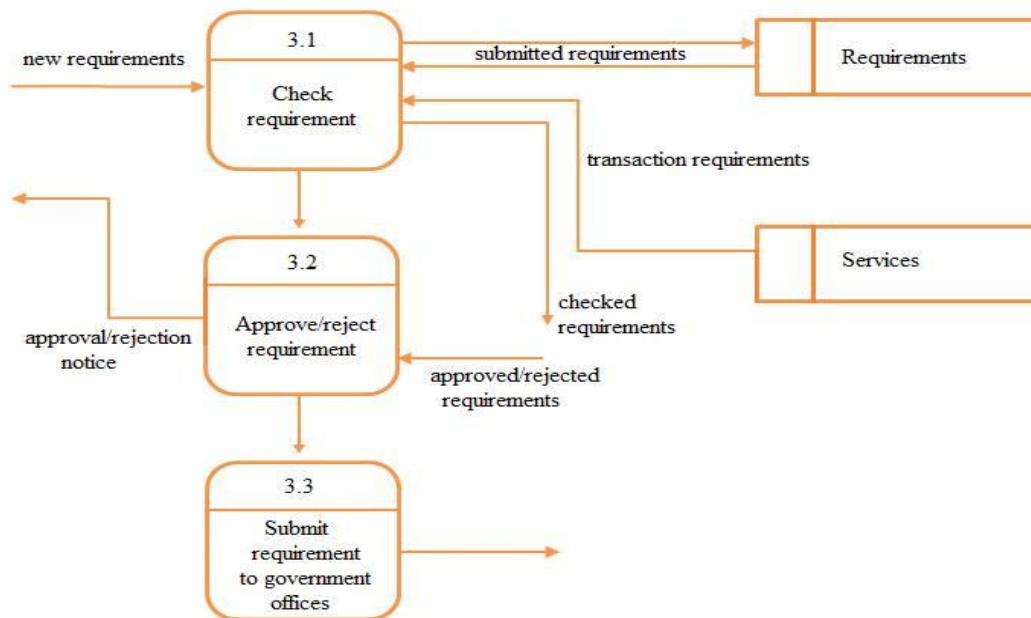 3.1
new requirements
submitted requirements
Requirements
Check
requirement
transaction requirements
3.2
Services
Approve/reject
requirement
checked
requirements
approval/rejection
notice
approved/rejected
requirements
3.3
Submit
requirement
to government
offices